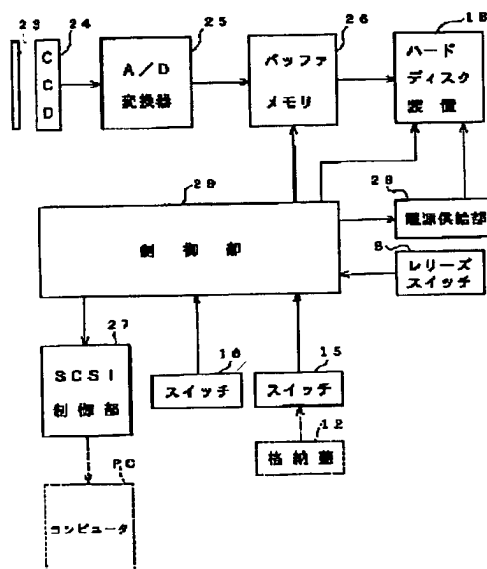 23
24
25
26
18
C
C
D
A/D
変換器
バッファ
メモリ
ハード
ディスク
装置
29
28
制御部
電源供給部
8
レリーズ
スイッチ
27
SCSI
制御部
16
スイッチ
15
スイッチ
12
格納蓋
PC
コンピュータ